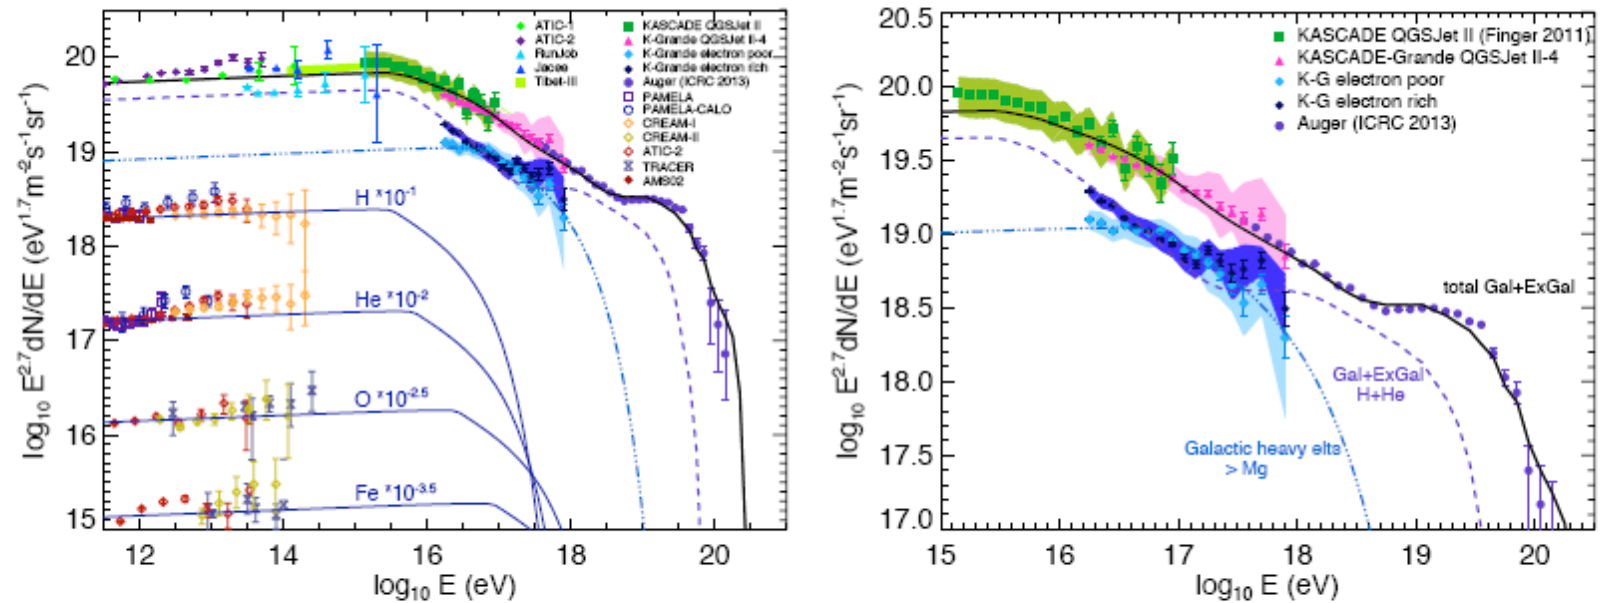 ATIC-1
ATIC-2
RunJob
Jacee
Tibet-III
KASCADE QGSJet II
K-Grande QGSJet II-4
K-Grande electron poor
K-Grande electron rich
Auger (ICRC 2013)
PAMELA
PAMELA-CALO
CREAM-I
CREAM-II
ATIC-2
TRACER
AMS02
H *10^-1
He *10^-2
O *10^-2.5
Fe *10^-3.5
20
19
18
17
16
15
log10 E^2.7dN/dE (eV^1.7m^-2s^-1sr^-1)
12 14 16 18 20
log10 E (eV)
KASCADE QGSJet II (Finger 2011)
KASCADE-Grande QGSJet II-4
K-G electron poor
K-G electron rich
Auger (ICRC 2013)
total Gal+ExGal
Gal+ExGal
H+He
Galactic heavy elts
> Mg
20.5
20.0
19.5
19.0
18.5
18.0
17.5
17.0
log10 E^2.7dN/dE (eV^1.7m^-2s^-1sr^-1)
15 16 17 18 19 20
log10 E (eV)